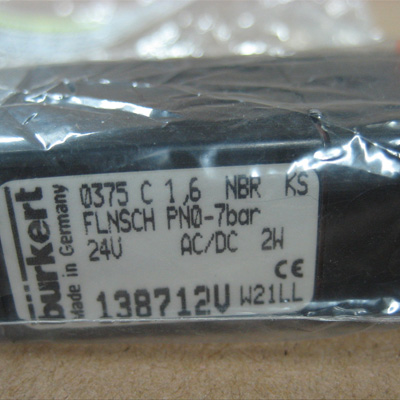 bürkert
Made in Germany
0375 C 1,6 NBR KS
FLNSCH PN0-7bar
24V AC/DC 2W
CE
138712V W21LL